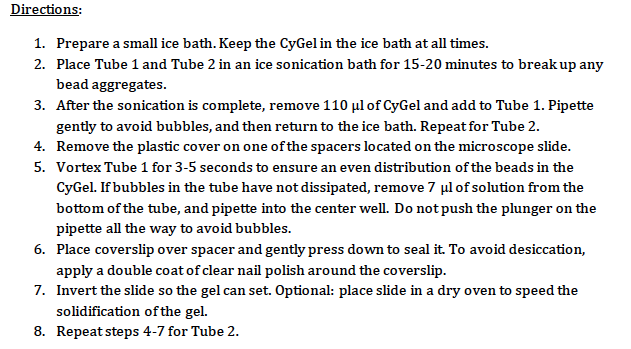 Directions:
1. Prepare a small ice bath. Keep the CyGel in the ice bath at all times.
2. Place Tube 1 and Tube 2 in an ice sonication bath for 15-20 minutes to break up any
bead aggregates.
3. After the sonication is complete, remove 110 µl of CyGel and add to Tube 1. Pipette
gently to avoid bubbles, and then return to the ice bath. Repeat for Tube 2.
4. Remove the plastic cover on one of the spacers located on the microscope slide.
5. Vortex Tube 1 for 3-5 seconds to ensure an even distribution of the beads in the
CyGel. If bubbles in the tube have not dissipated, remove 7 µl of solution from the
bottom of the tube, and pipette into the center well. Do not push the plunger on the
pipette all the way to avoid bubbles.
6. Place coverslip over spacer and gently press down to seal it. To avoid desiccation,
apply a double coat of clear nail polish around the coverslip.
7. Invert the slide so the gel can set. Optional: place slide in a dry oven to speed the
solidification of the gel.
8. Repeat steps 4-7 for Tube 2.